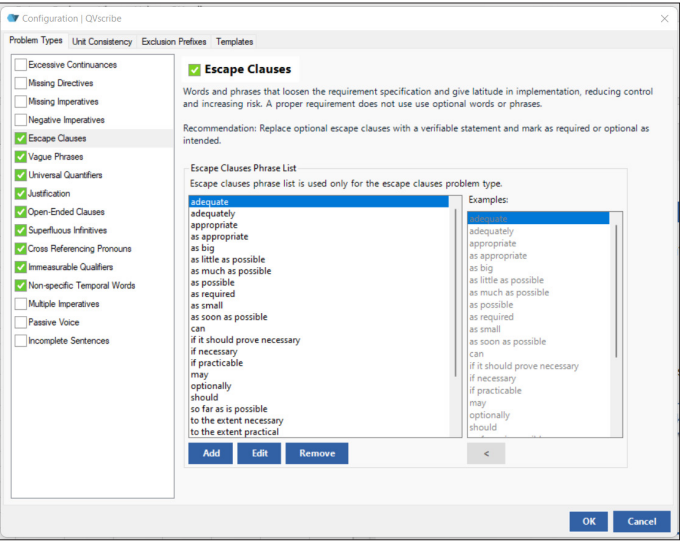 Configuration | QVscribe
Problem Types Unit Consistency Exclusion Prefixes Templates
Excessive Continuances
Missing Directives
Missing Imperatives
Negative Imperatives
Escape Clauses
Vague Phrases
Universal Quantifiers
Justification
Open-Ended Clauses
Superfluous Infinitives
Cross Referencing Pronouns
Immeasurable Qualifiers
Non-specific Temporal Words
Multiple Imperatives
Passive Voice
Incomplete Sentences
Escape Clauses
Words and phrases that loosen the requirement specification and give latitude in implementation, reducing control
and increasing risk. A proper requirement does not use use optional words or phrases.
Recommendation: Replace optional escape clauses with a verifiable statement and mark as required or optional as
intended.
Escape Clauses Phrase List
Escape clauses phrase list is used only for the escape clauses problem type.
adequate
adequately
appropriate
as appropriate
as big
as little as possible
as much as possible
as possible
as required
as small
as soon as possible
can
if it should prove necessary
if necessary
if practicable
may
optionally
should
so far as is possible
to the extent necessary
to the extent practical
Examples:
adequate
adequately
appropriate
as appropriate
as big
as little as possible
as much as possible
as possible
as required
as small
as soon as possible
can
if it should prove necessary
if necessary
if practicable
may
optionally
should
Add Edit Remove <
OK Cancel